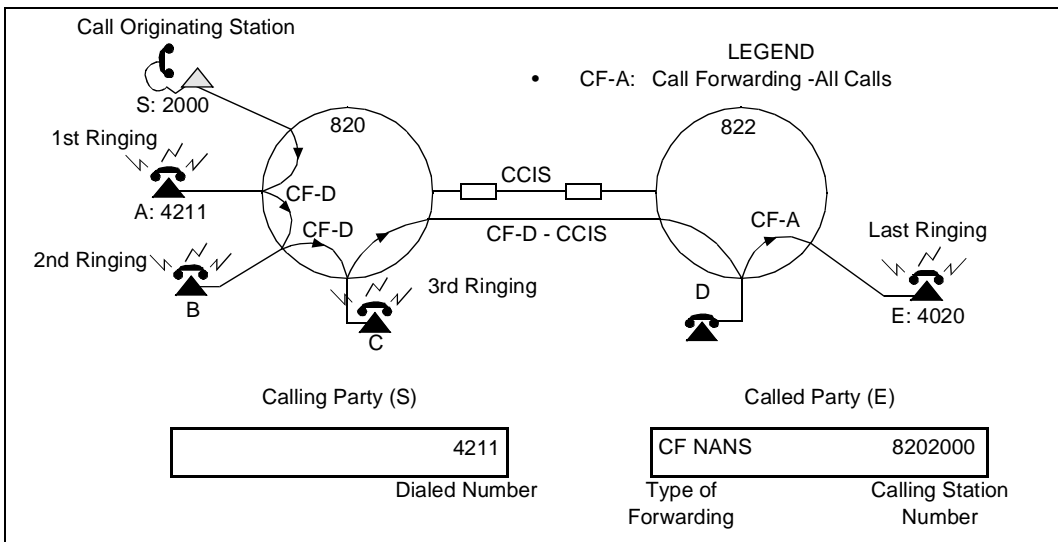 Call Originating Station
LEGEND
• CF-A: Call Forwarding -All Calls
S: 2000
820
822
1st Ringing
CCIS
A: 4211
CF-D
CF-D
CF-D - CCIS
CF-A
Last Ringing
2nd Ringing
3rd Ringing
B
C
D
E: 4020
Calling Party (S)
Called Party (E)
4211
CF NANS 8202000
Dialed Number
Type of
Forwarding
Calling Station
Number